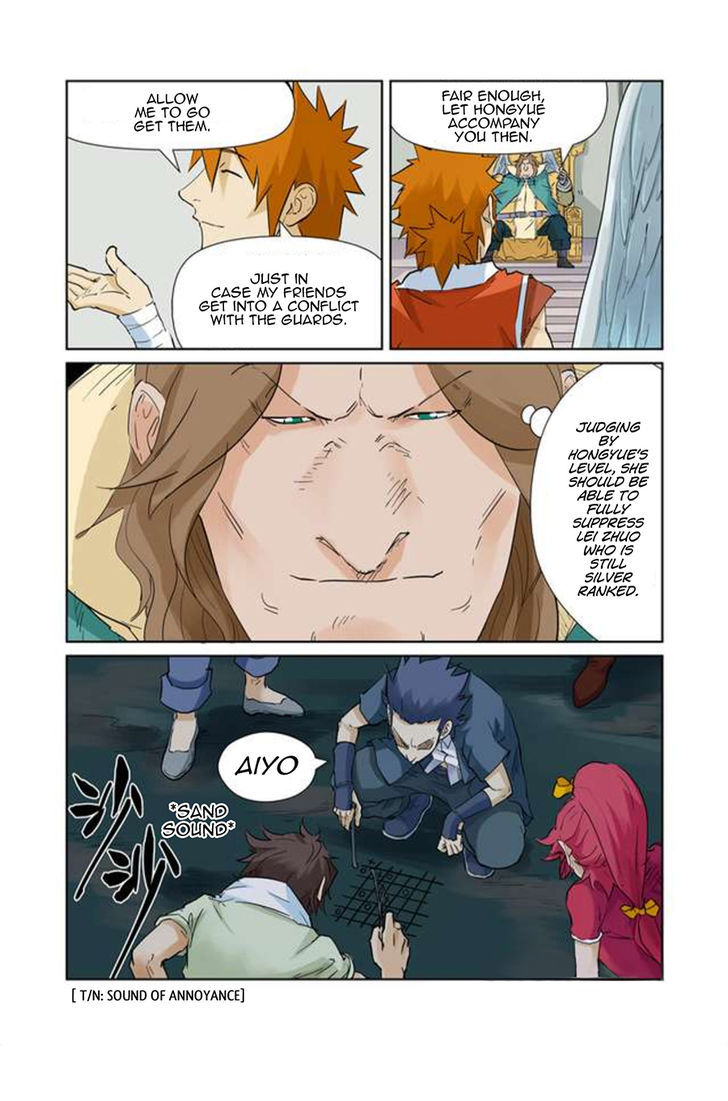 ALLOW
ME TO GO
GET THEM.
JUST IN
CASE MY FRIENDS
GET INTO A CONFLICT
WITH THE GUARDS.
FAIR ENOUGH,
LET HONGYUE
ACCOMPANY
YOU THEN.
JUDGING
BY
HONGYUE'S
LEVEL, SHE
SHOULD BE
ABLE TO
FULLY
SUPPRESS
LEI ZHUO
WHO IS
STILL
SILVER
RANKED.
AIYO
沙沙
*SAND
SOUND*
[ T/N: SOUND OF ANNOYANCE]